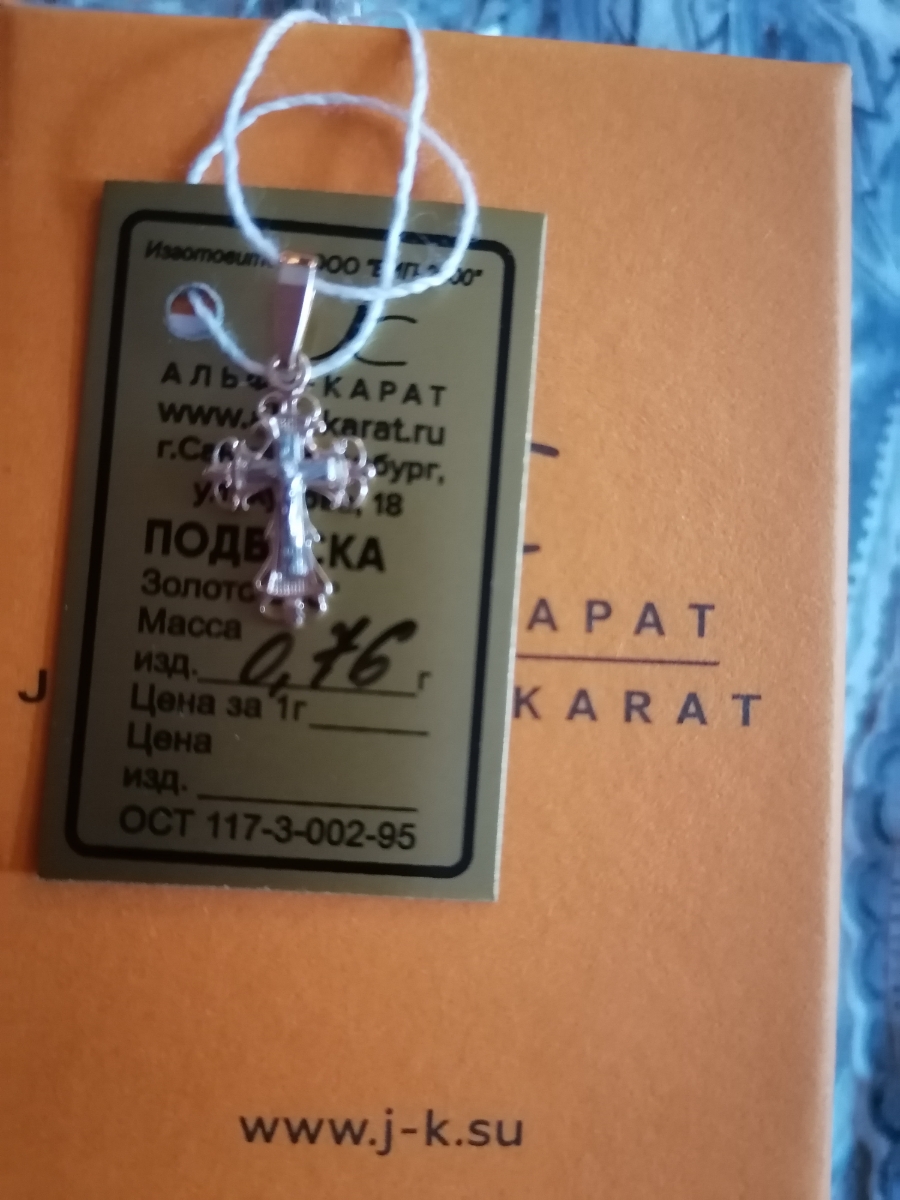 ООО
АЛЬФ -КАРАТ
www. karat.ru
г.Са бург,
18
ПОДВ СКА
Золото
Масса
изд. 0,76 г
Цена за 1г
Цена
изд.
ОСТ 117-3-002-95
АРАТ
J KARAT
www.j-k.su